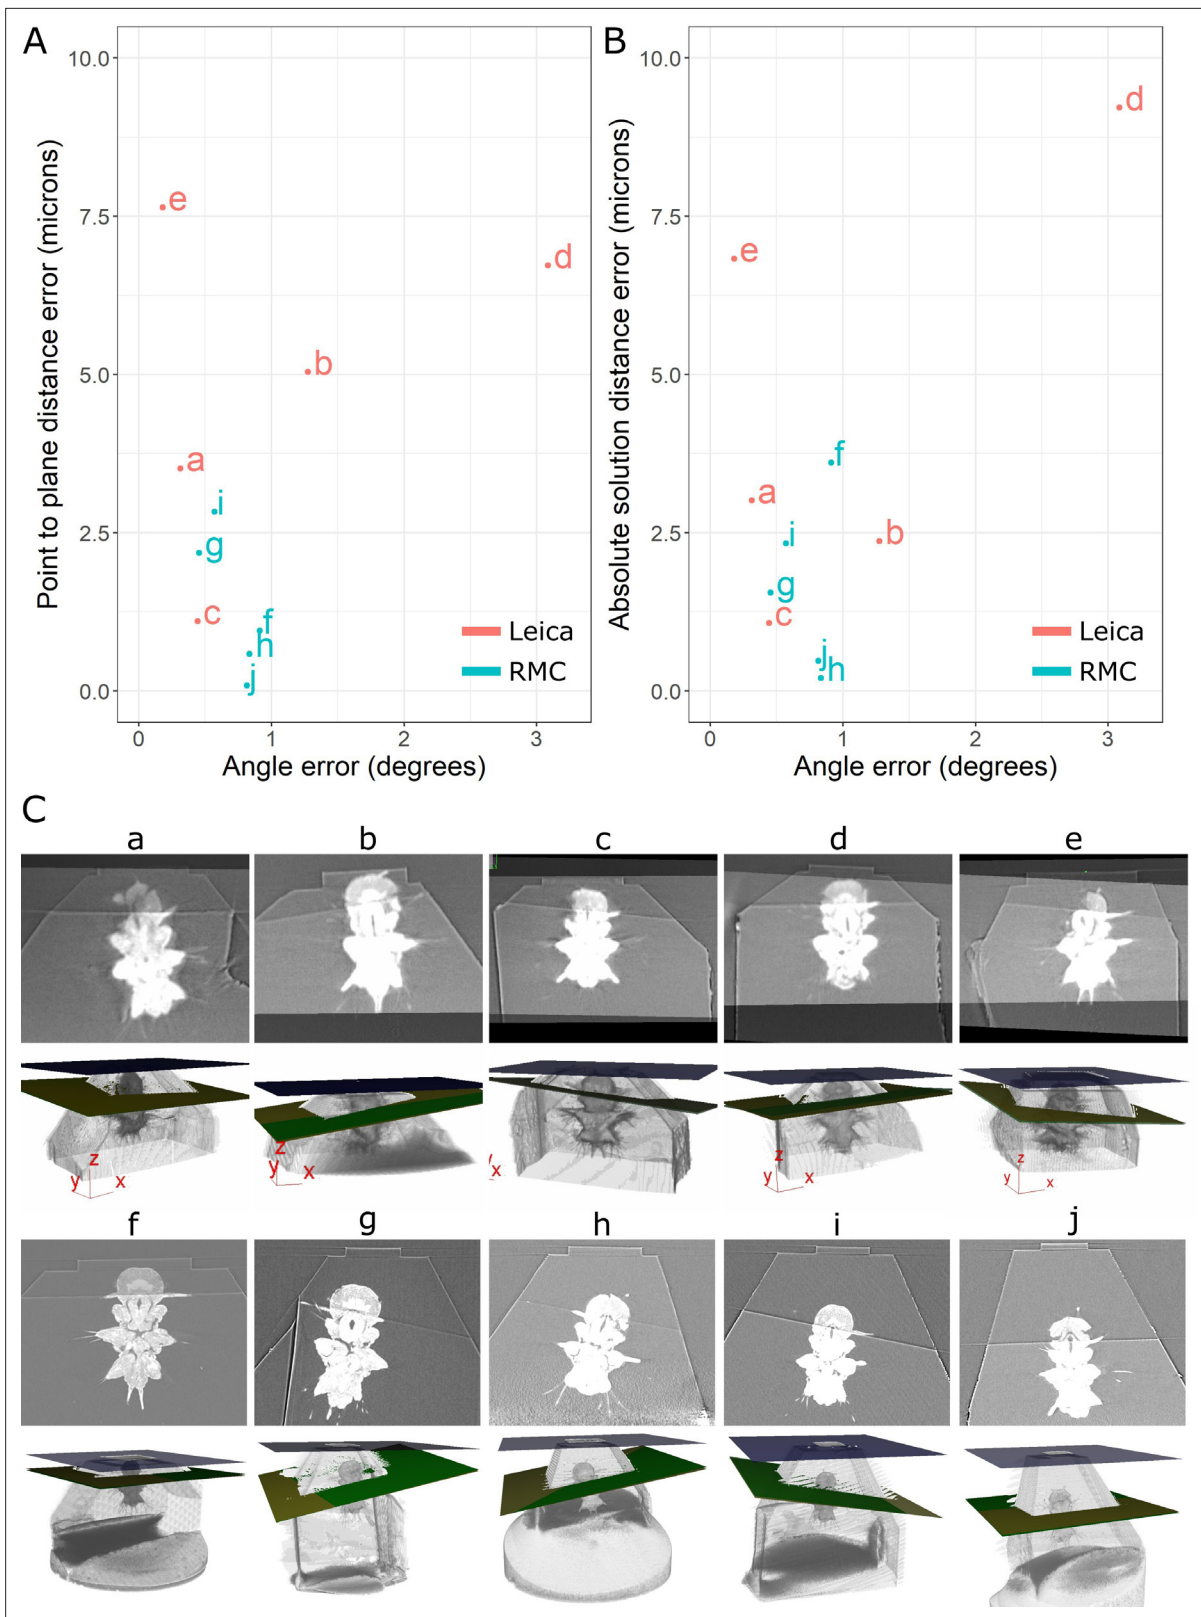 A
Point to plane distance error (microns)
10.0
7.5
5.0
2.5
0.0
e
d
b
a
i
g
c
f
h
j
Leica
RMC
0 1 2 3
Angle error (degrees)
B
Absolute solution distance error (microns)
10.0
7.5
5.0
2.5
0.0
d
e
f
a
i
b
g
c
j
h
Leica
RMC
0 1 2 3
Angle error (degrees)
C
a b c d e
z y x
z y x
y x
z y x
z y x
f g h i j